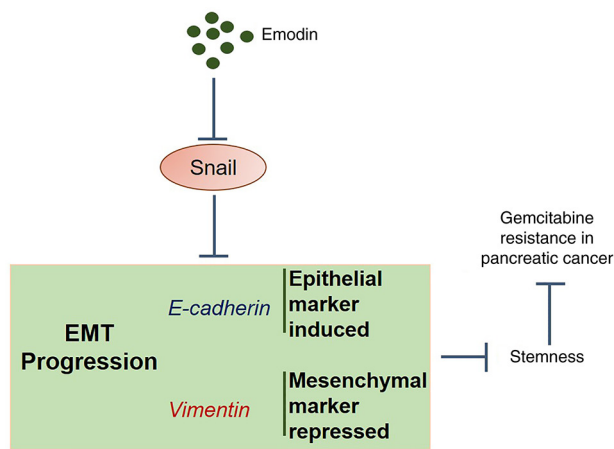 Emodin
Snail
Gemcitabine
resistance in
pancreatic cancer
EMT
Progression
E-cadherin
Epithelial
marker
induced
Vimentin
Mesenchymal
marker
repressed
Stemness